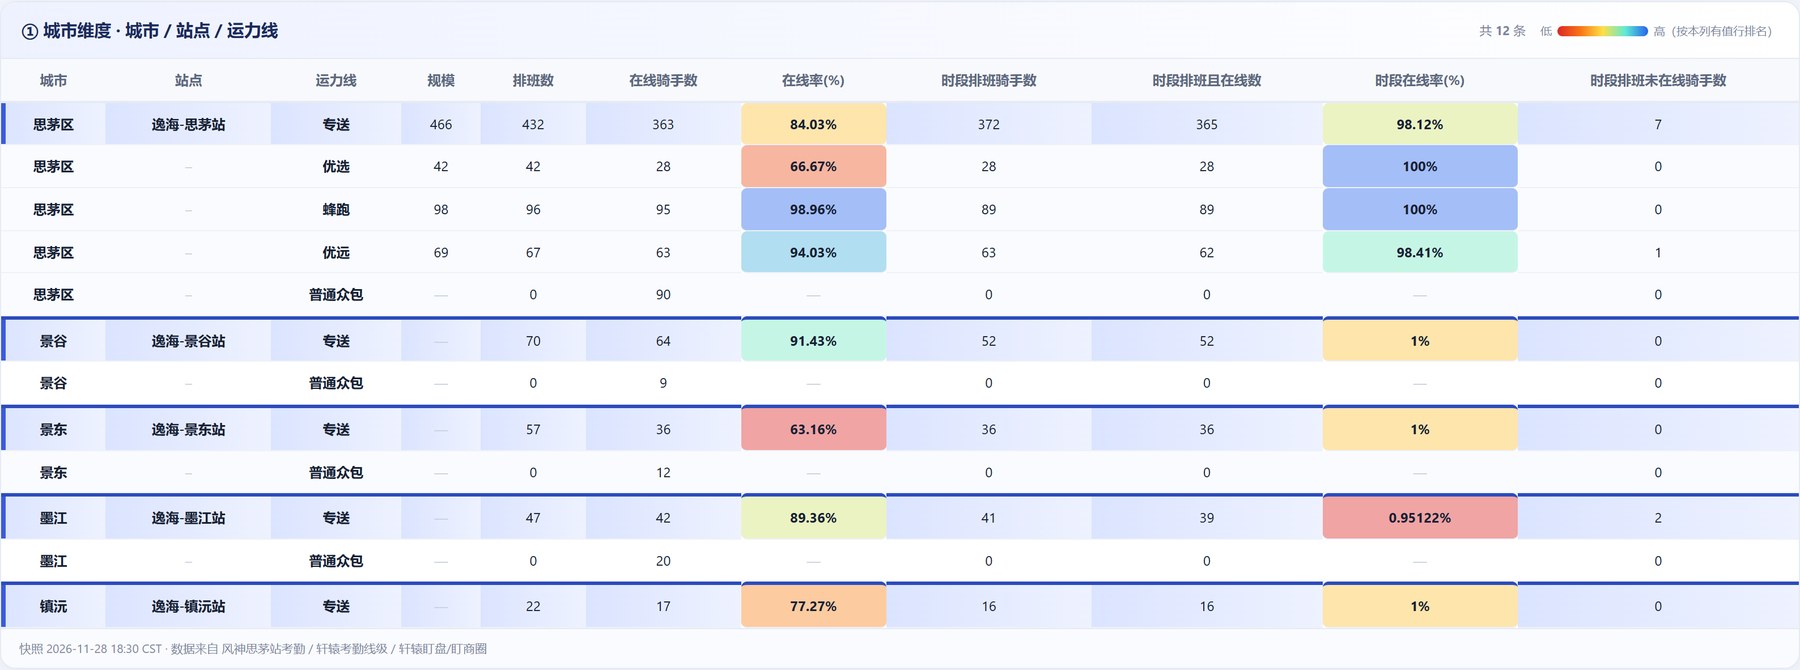 ① 城市维度 · 城市 / 站点 / 运力线
共 12 条 低 高 (按本列有值行排名)
城市 站点 运力线 规模 排班数 在线骑手数 在线率(%) 时段排班骑手数 时段排班且在线数 时段在线率(%) 时段排班未在线骑手数
思茅区 逸海-思茅站 专送 466 432 363 84.03% 372 365 98.12% 7
思茅区 – 优选 42 42 28 66.67% 28 28 100% 0
思茅区 – 蜂跑 98 96 95 98.96% 89 89 100% 0
思茅区 – 优远 69 67 63 94.03% 63 62 98.41% 1
思茅区 – 普通众包 — 0 90 — 0 0 — 0
景谷 逸海-景谷站 专送 — 70 64 91.43% 52 52 1% 0
景谷 – 普通众包 — 0 9 — 0 0 — 0
景东 逸海-景东站 专送 — 57 36 63.16% 36 36 1% 0
景东 – 普通众包 — 0 12 — 0 0 — 0
墨江 逸海-墨江站 专送 — 47 42 89.36% 41 39 0.95122% 2
墨江 – 普通众包 — 0 20 — 0 0 — 0
镇沅 逸海-镇沅站 专送 — 22 17 77.27% 16 16 1% 0
快照 2026-11-28 18:30 CST · 数据来自 风神思茅站考勤 / 轩辕考勤线级 / 轩辕盯盘/盯商圈